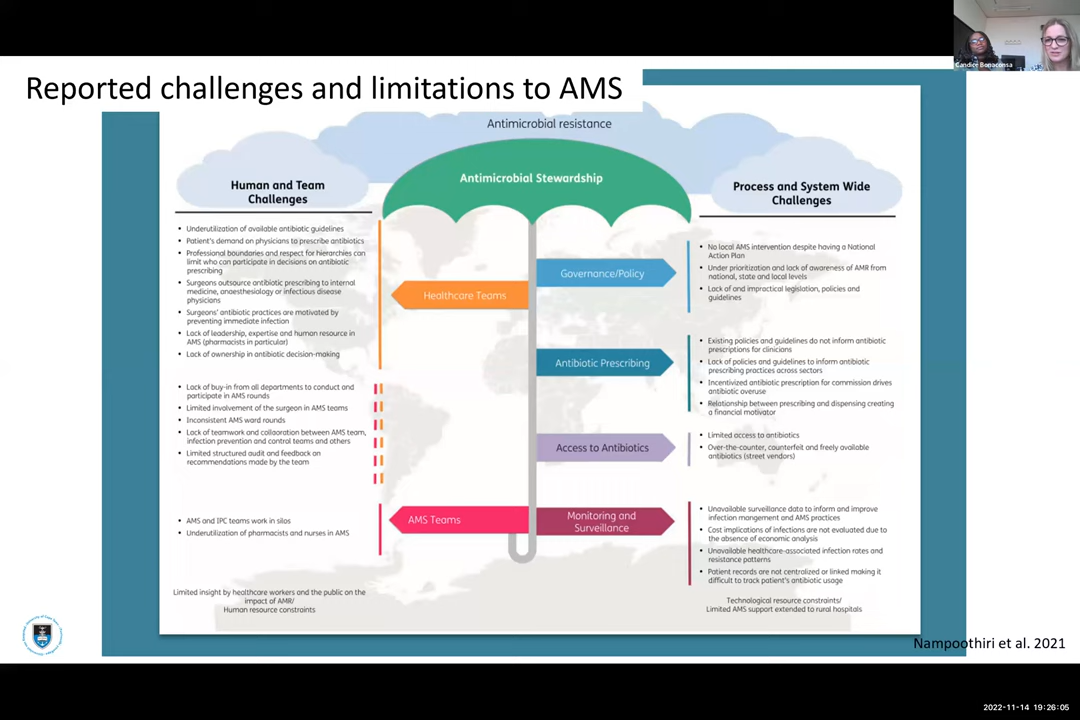 Candice Bonaconsa
Reported challenges and limitations to AMS
Antimicrobial resistance
Antimicrobial Stewardship
Human and Team
Challenges
• Underutilization of available antibiotic guidelines
• Patient's demand on physicians to prescribe antibiotics
• Professional boundaries and respect for hierarchies can
limit who can participate in decisions on antibiotic
prescribing
• Surgeons outsource antibiotic prescribing to internal
medicine, anaesthesiology or infectious disease
physicians
• Surgeons' antibiotic practices are motivated by
preventing immediate infection
• Lack of leadership, expertise and human resource in
AMS (pharmacists in particular)
• Lack of ownership in antibiotic decision-making
• Lack of buy-in from all departments to conduct and
participate in AMS rounds
• Limited involvement of the surgeon in AMS teams
• Inconsistent AMS ward rounds
• Lack of teamwork and collaoration between AMS team,
infection prevention and control teams and others
• Limited structured audit and feedback on
recommendations made by the team
• AMS and IPC teams work in silos
• Underutilization of pharmacists and nurses in AMS
Limited insight by healthcare workers and the public on the
impact of AMR/
Human resource constraints
Healthcare Teams
AMS Teams
Governance/Policy
Antibiotic Prescribing
Access to Antibiotics
Monitoring and
Surveillance
Process and System Wide
Challenges
• No local AMS intervention despite having a National
Action Plan
• Under prioritization and lack of awareness of AMR from
national, state and local levels
• Lack of and impractical legislation, policies and
guidelines
• Existing policies and guidelines do not inform antibiotic
prescriptions for clinicians
• Lack of policies and guidelines to inform antibiotic
prescribing practices across sectors
• Incentivized antibiotic prescription for commission drives
antibiotic overuse
• Relationship between prescribing and dispensing creating
a financial motivator
• Limited access to antibiotics
• Over-the-counter, counterfeit and freely available
antibiotics (street vendors)
• Unavailable surveillance data to inform and improve
infection mangement and AMS practices
• Cost implications of infections are not evaluated due to
the absence of economic analysis
• Unavailable healthcare-associated infection rates and
resistance patterns
• Patient records are not centralized or linked making it
difficult to track patient's antibiotic usage
Technological resource constraints/
Limited AMS support extended to rural hospitals
Nampoothiri et al. 2021
2022-11-14 19:26:05